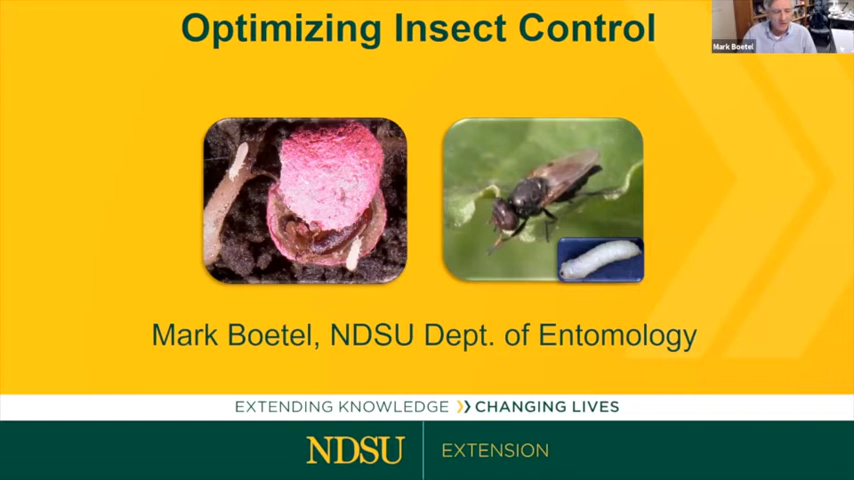 Optimizing Insect Control
Mark Boetel
Mark Boetel, NDSU Dept. of Entomology
EXTENDING KNOWLEDGE CHANGING LIVES
NDSU EXTENSION